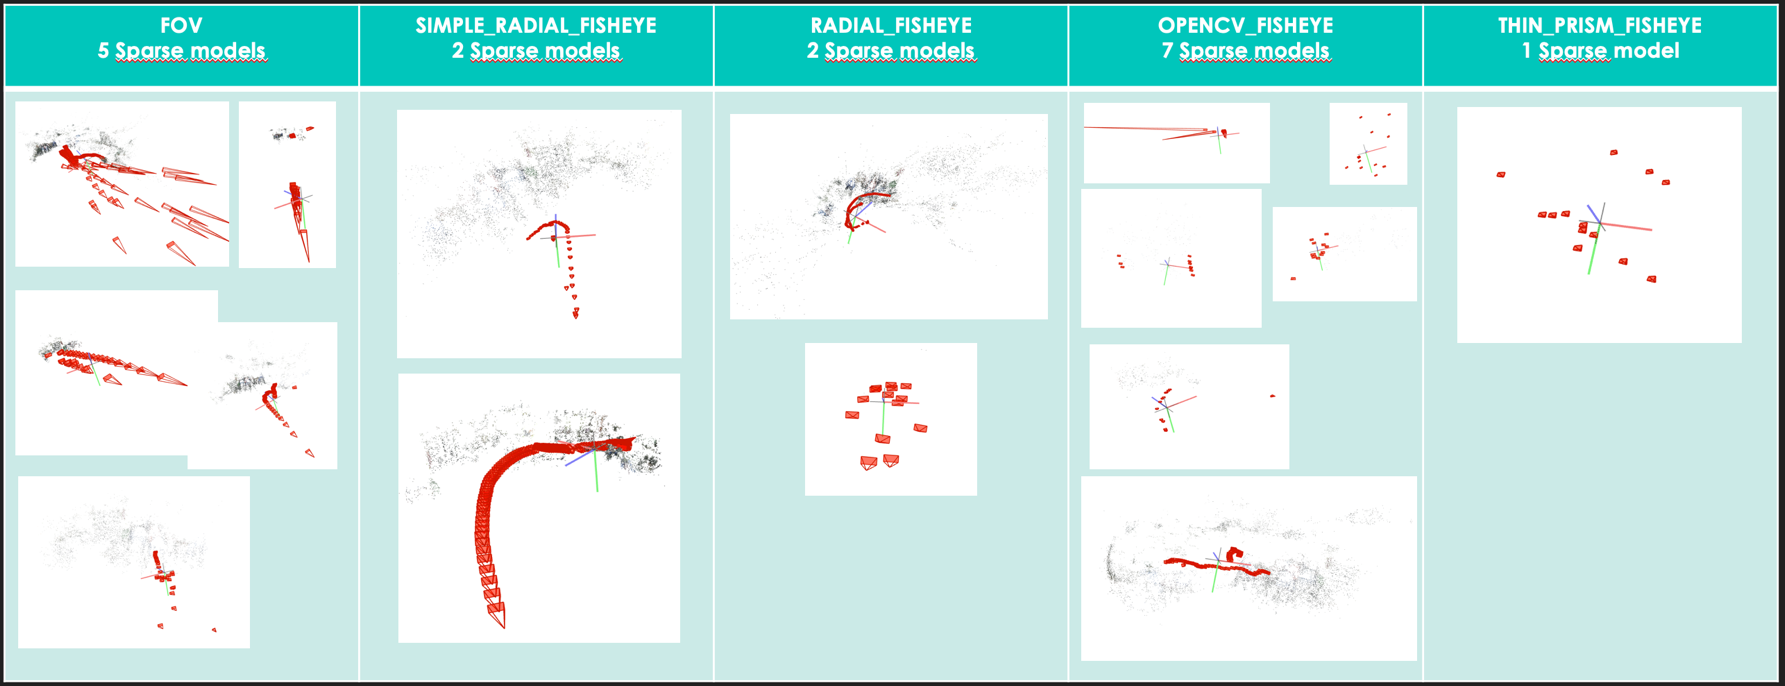 FOV
5 Sparse models
SIMPLE_RADIAL_FISHEYE
2 Sparse models
RADIAL_FISHEYE
2 Sparse models
OPENCV_FISHEYE
7 Sparse models
THIN_PRISM_FISHEYE
1 Sparse model